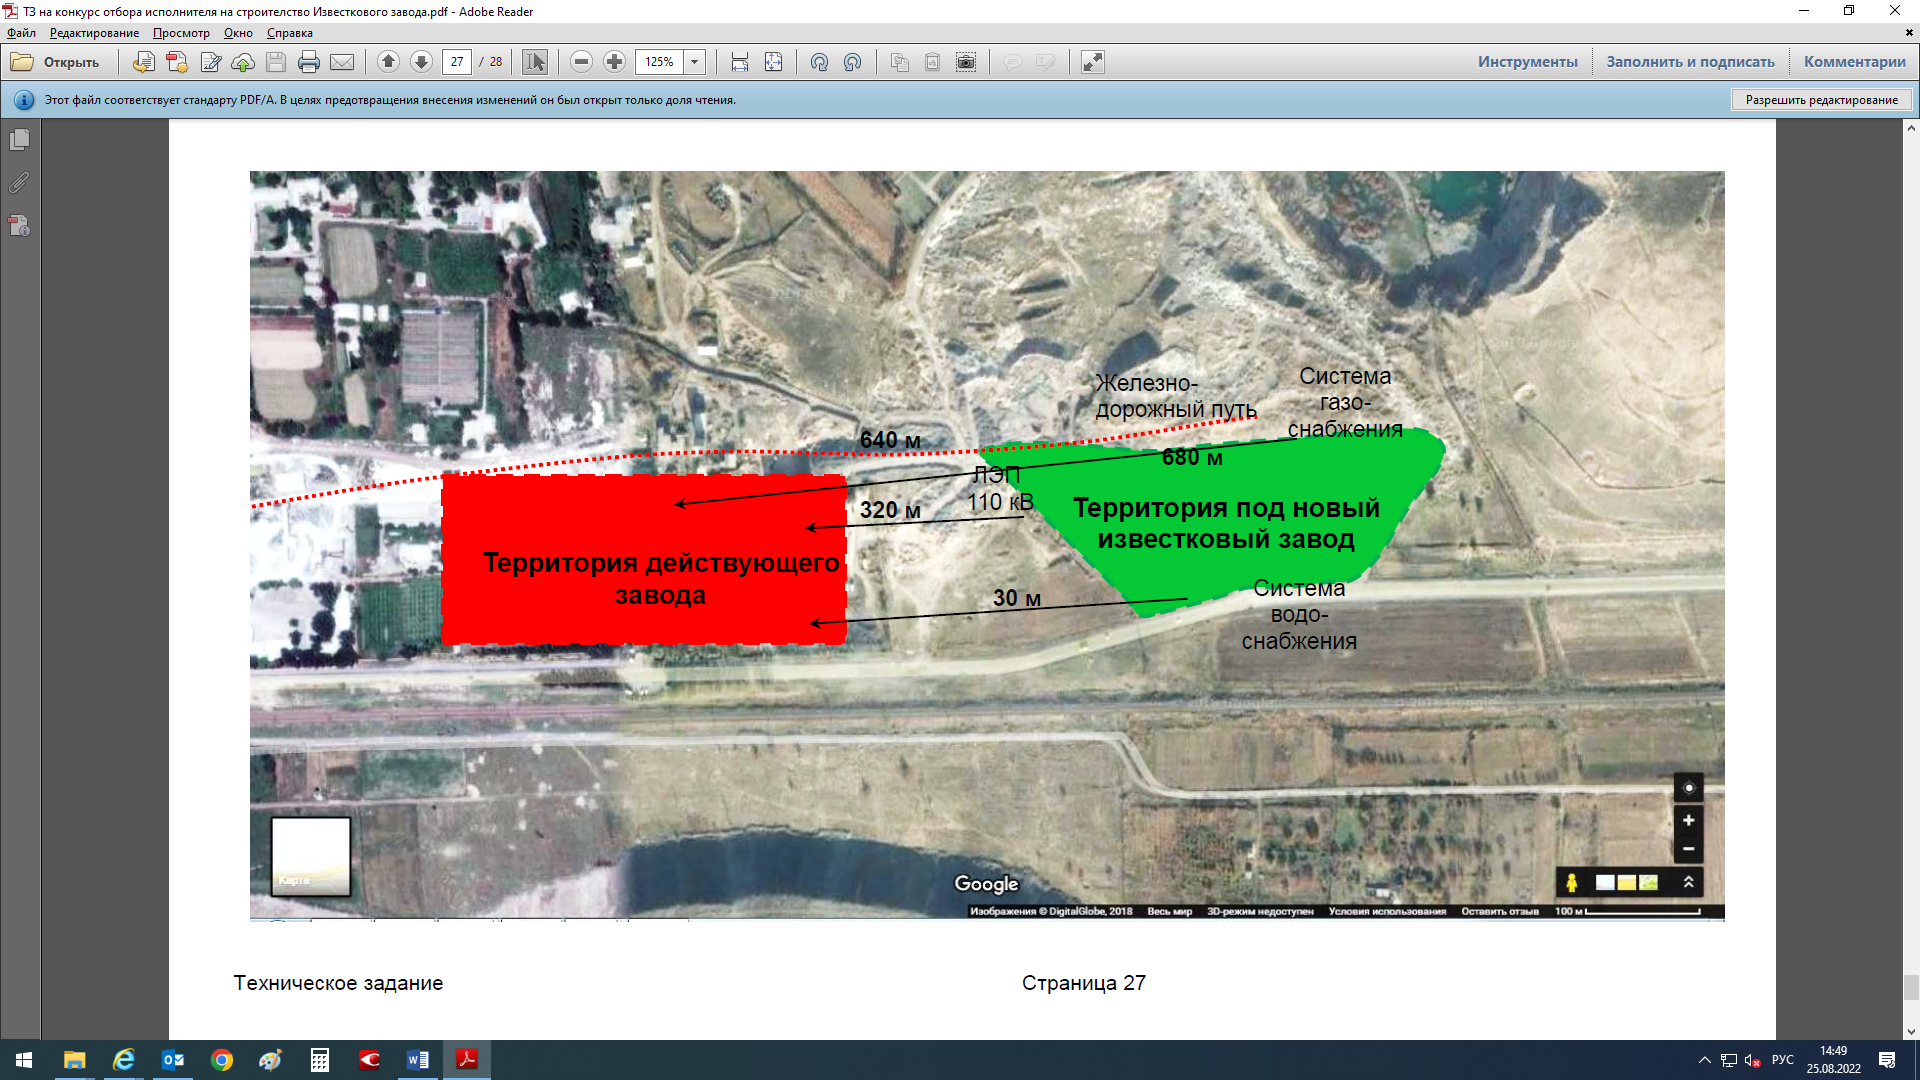 ТЗ на конкурс отбора исполнителя на строителство Известкового завода.pdf - Adobe Reader
Файл Редактирование Просмотр Окно Справка
Открыть 27 / 28 125% Инструменты Заполнить и подписать Комментарии
Этот файл соответствует стандарту PDF/A. В целях предотвращения внесения изменений он был открыт только доля чтения. Разрешить редактирование
Железно-
дорожный путь
Система
газо-
снабжения
640 м
680 м
ЛЭП
110 кВ
320 м
Территория под новый
известковый завод
Территория действующего
завода
30 м
Система
водо-
снабжения
Карта
Google
Изображения © DigitalGlobe, 2018 Весь мир 3D-режим недоступен Условия использования Оставить отзыв 100 м
Техническое задание Страница 27
РУС
14:49
25.08.2022